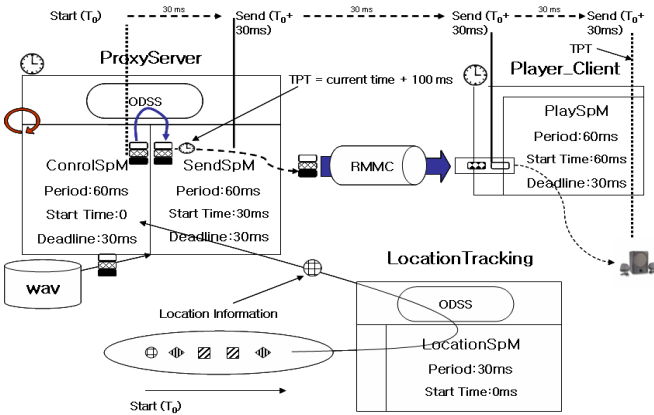 Start (T0)
30 ms
Send (T0+
30ms)
30 ms
Send (T0+
30ms)
30 ms
Send (T0+
30ms)
TPT
ProxyServer
Player_Client
TPT = current time + 100 ms
ODSS
PlaySpM
Period:60ms
Start Time:60ms
Deadline:30ms
RMMC
ConrolSpM
Period:60ms
Start Time:0
Deadline:30ms
SendSpM
Period:60ms
Start Time:30ms
Deadline:30ms
wav
LocationTracking
Location Information
ODSS
LocationSpM
Period:30ms
Start Time:0ms
Start (T0)